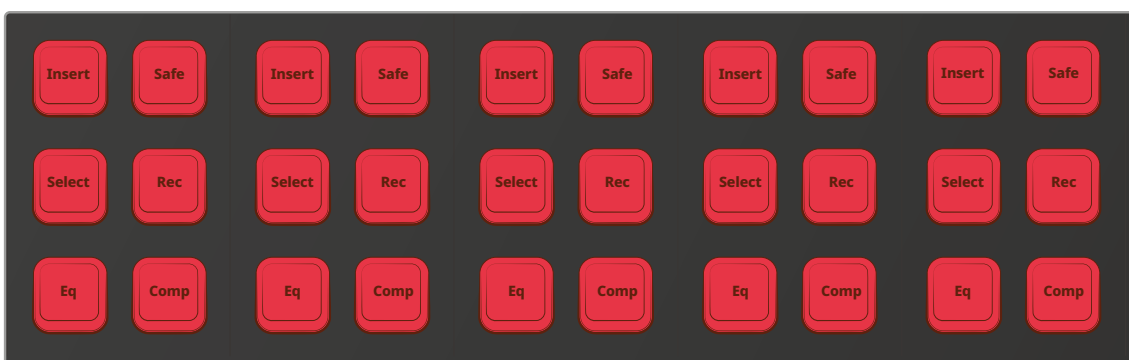 Insert Safe Insert Safe Insert Safe Insert Safe Insert Safe
Select Rec Select Rec Select Rec Select Rec Select Rec
Eq Comp Eq Comp Eq Comp Eq Comp Eq Comp